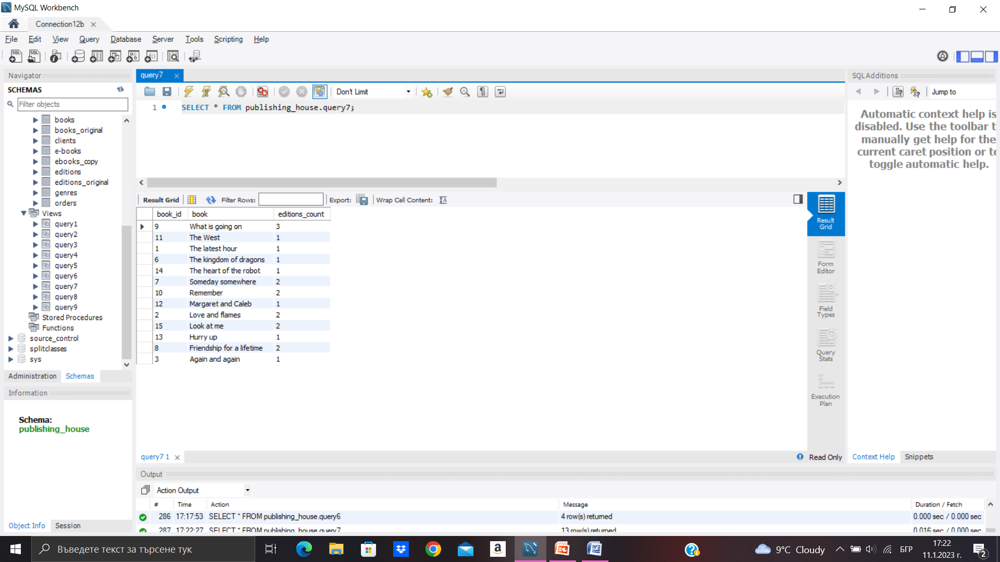 MySQL Workbench
Connection12b
File Edit View Query Database Server Tools Scripting Help
Navigator
SCHEMAS
Filter objects
books
books_original
clients
e-books
ebooks_copy
editions
editions_original
genres
orders
Views
query1
query2
query3
query4
query5
query6
query7
query8
query9
Stored Procedures
Functions
source_control
splitclasses
sys
Administration Schemas
Information
Schema:
publishing_house
Object Info Session
query7
Don't Limit
1 SELECT * FROM publishing_house.query7;
Result Grid Filter Rows: Export: Wrap Cell Content:
book_id book editions_count
9 What is going on 3
11 The West 1
1 The latest hour 1
6 The kingdom of dragons 1
14 The heart of the robot 1
7 Someday somewhere 2
10 Remember 2
12 Margaret and Caleb 1
2 Love and flames 2
15 Look at me 2
13 Hurry up 1
8 Friendship for a lifetime 2
3 Again and again 1
Result
Grid
Form
Editor
Field
Types
Query
Stats
Execution
Plan
query7 1
Read Only
SQLAdditions
Jump to
Automatic context help is
disabled. Use the toolbar t
manually get help for the
current caret position or to
toggle automatic help.
Context Help Snippets
Output
Action Output
# Time Action Message Duration / Fetch
286 17:17:53 SELECT * FROM publishing_house.query6 4 row(s) returned 0.000 sec / 0.000 sec
287 17:22:27 SELECT * FROM publishing_house.query7 13 row(s) returned 0.016 sec / 0.000 sec
Въведете текст за търсене тук
9°C Cloudy
БГР
17:22
11.1.2023 г.
2